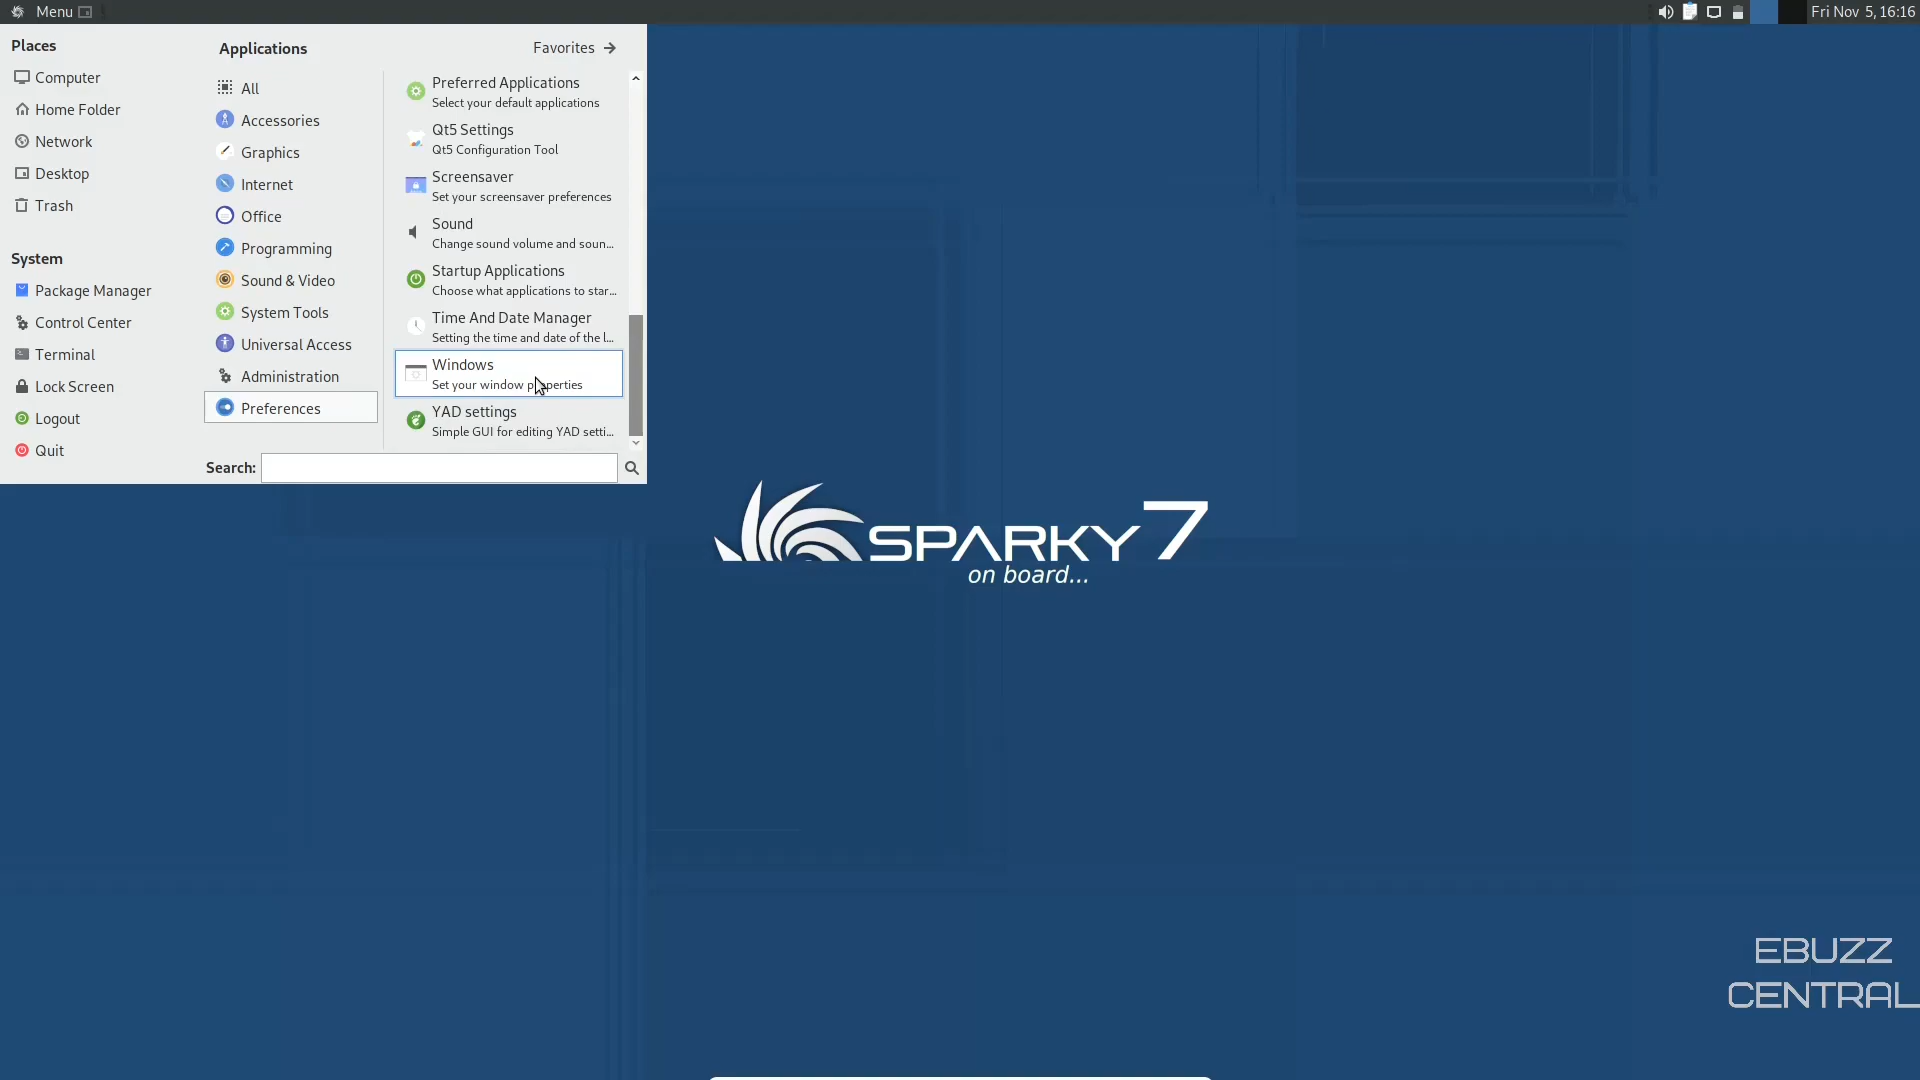 Menu
Fri Nov 5, 16:16
Places
Computer
Home Folder
Network
Desktop
Trash
System
Package Manager
Control Center
Terminal
Lock Screen
Logout
Quit
Applications
Favorites
All
Accessories
Graphics
Internet
Office
Programming
Sound & Video
System Tools
Universal Access
Administration
Preferences
Preferred Applications
Select your default applications
Qt5 Settings
Qt5 Configuration Tool
Screensaver
Set your screensaver preferences
Sound
Change sound volume and soun...
Startup Applications
Choose what applications to star...
Time And Date Manager
Setting the time and date of the l...
Windows
Set your window properties
YAD settings
Simple GUI for editing YAD setti...
Search:
SPARKY 7
on board...
EBUZZ
CENTRAL